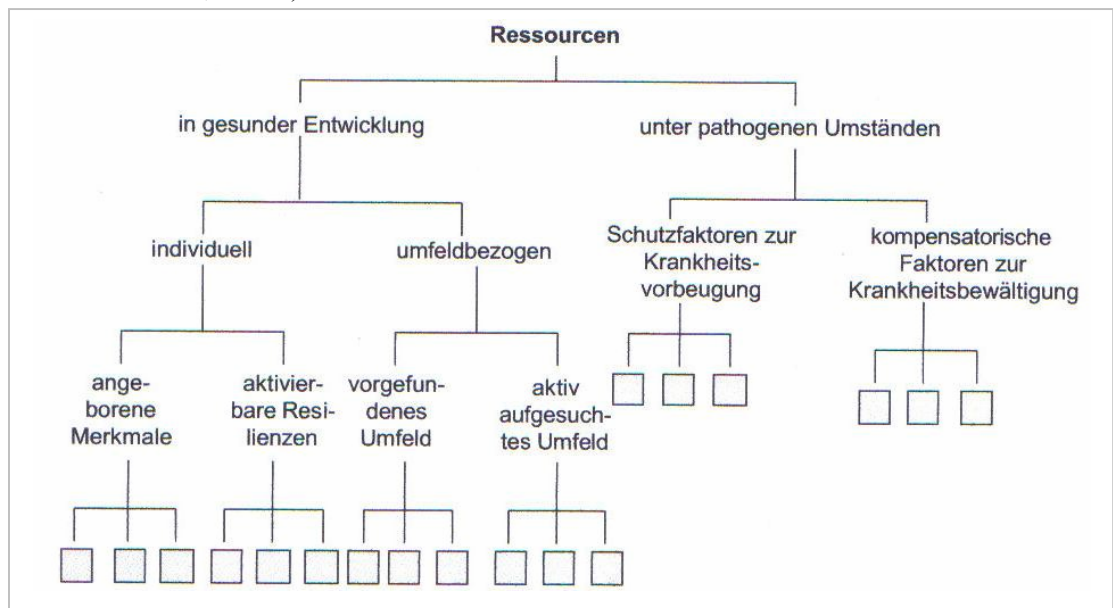 Ressourcen
in gesunder Entwicklung
unter pathogenen Umständen
individuell
umfeldbezogen
Schutzfaktoren zur
Krankheits-
vorbeugung
kompensatorische
Faktoren zur
Krankheitsbewältigung
ange-
borene
Merkmale
aktivier-
bare Resi-
lienzen
vorgefun-
denes
Umfeld
aktiv
aufgesuch-
tes Umfeld